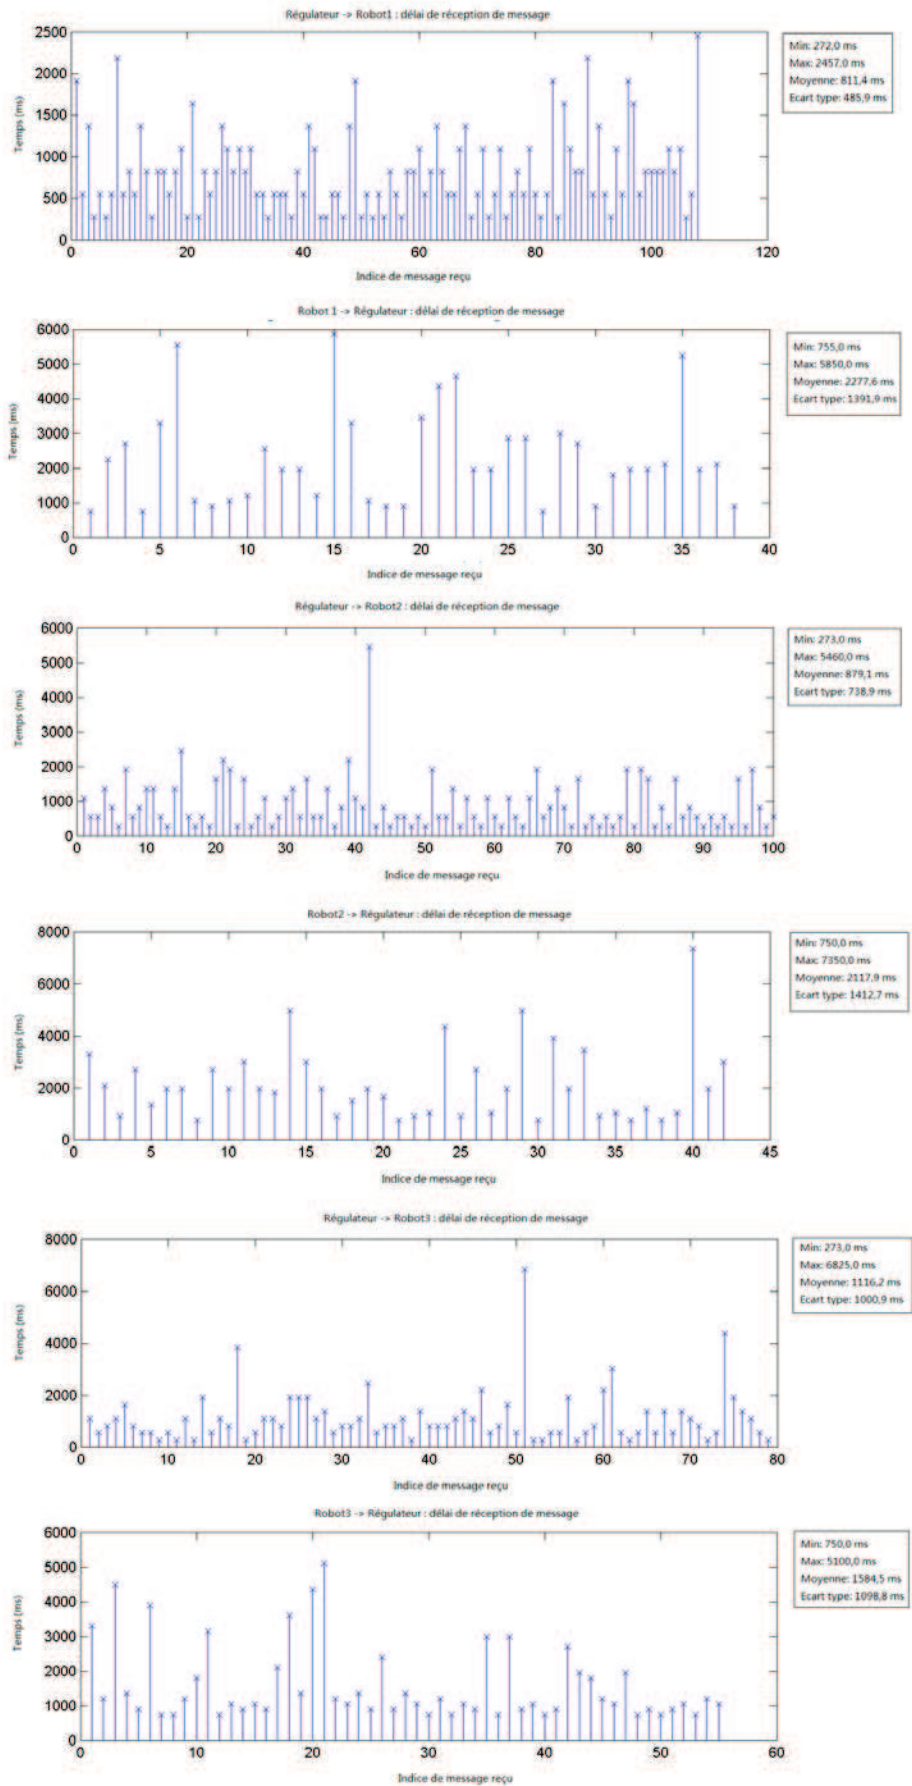 Régulateur -> Robot1 : délai de réception de message
2500
2000
1500
1000
500
0
Temps (ms)
0 20 40 60 80 100 120
Indice de message reçu
Min: 272,0 ms
Max: 2457,0 ms
Moyenne: 811,4 ms
Ecart type: 485,9 ms
Robot 1 -> Régulateur : délai de réception de message
6000
5000
4000
3000
2000
1000
0
Temps (ms)
0 5 10 15 20 25 30 35 40
Indice de message reçu
Min: 755,0 ms
Max: 5850,0 ms
Moyenne: 2277,6 ms
Ecart type: 1391,9 ms
Régulateur -> Robot2 : délai de réception de message
6000
5000
4000
3000
2000
1000
0
Temps (ms)
0 10 20 30 40 50 60 70 80 90 100
Indice de message reçu
Min: 273,0 ms
Max: 5460,0 ms
Moyenne: 879,1 ms
Ecart type: 738,9 ms
Robot2 -> Régulateur : délai de réception de message
8000
6000
4000
2000
0
Temps (ms)
0 5 10 15 20 25 30 35 40 45
Indice de message reçu
Min: 750,0 ms
Max: 7350,0 ms
Moyenne: 2117,9 ms
Ecart type: 1412,7 ms
Régulateur -> Robot3 : délai de réception de message
8000
6000
4000
2000
0
Temps (ms)
0 10 20 30 40 50 60 70 80
Indice de message reçu
Min: 273,0 ms
Max: 6825,0 ms
Moyenne: 1116,2 ms
Ecart type: 1000,9 ms
Robot3 -> Régulateur : délai de réception de message
6000
5000
4000
3000
2000
1000
0
Temps (ms)
0 10 20 30 40 50 60
Indice de message reçu
Min: 750,0 ms
Max: 5100,0 ms
Moyenne: 1584,5 ms
Ecart type: 1098,8 ms